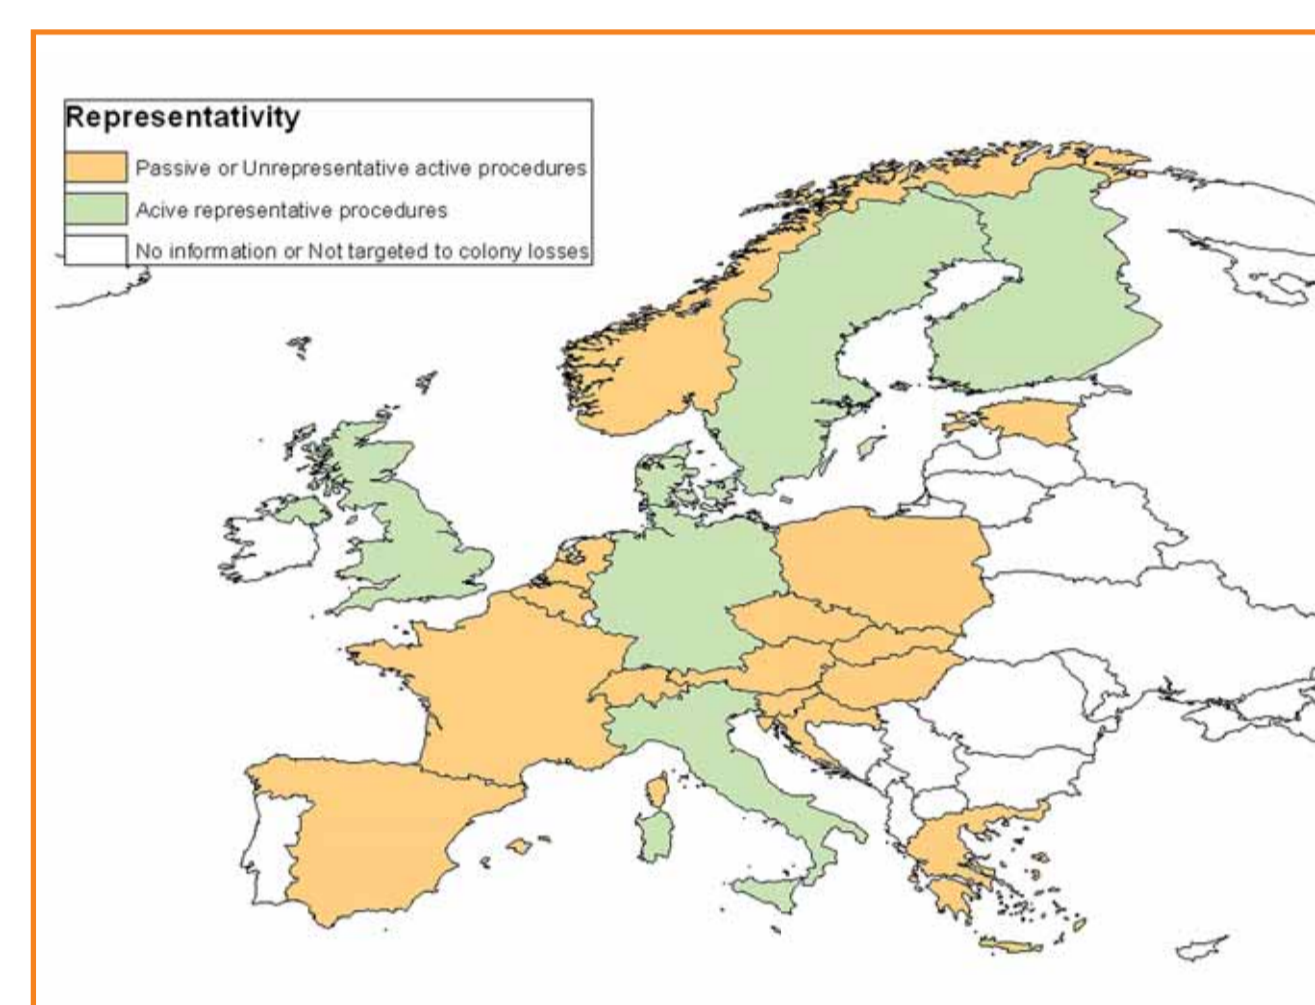 Representativity
Passive or Unrepresentative active procedures
Acive representative procedures
No information or Not targeted to colony losses